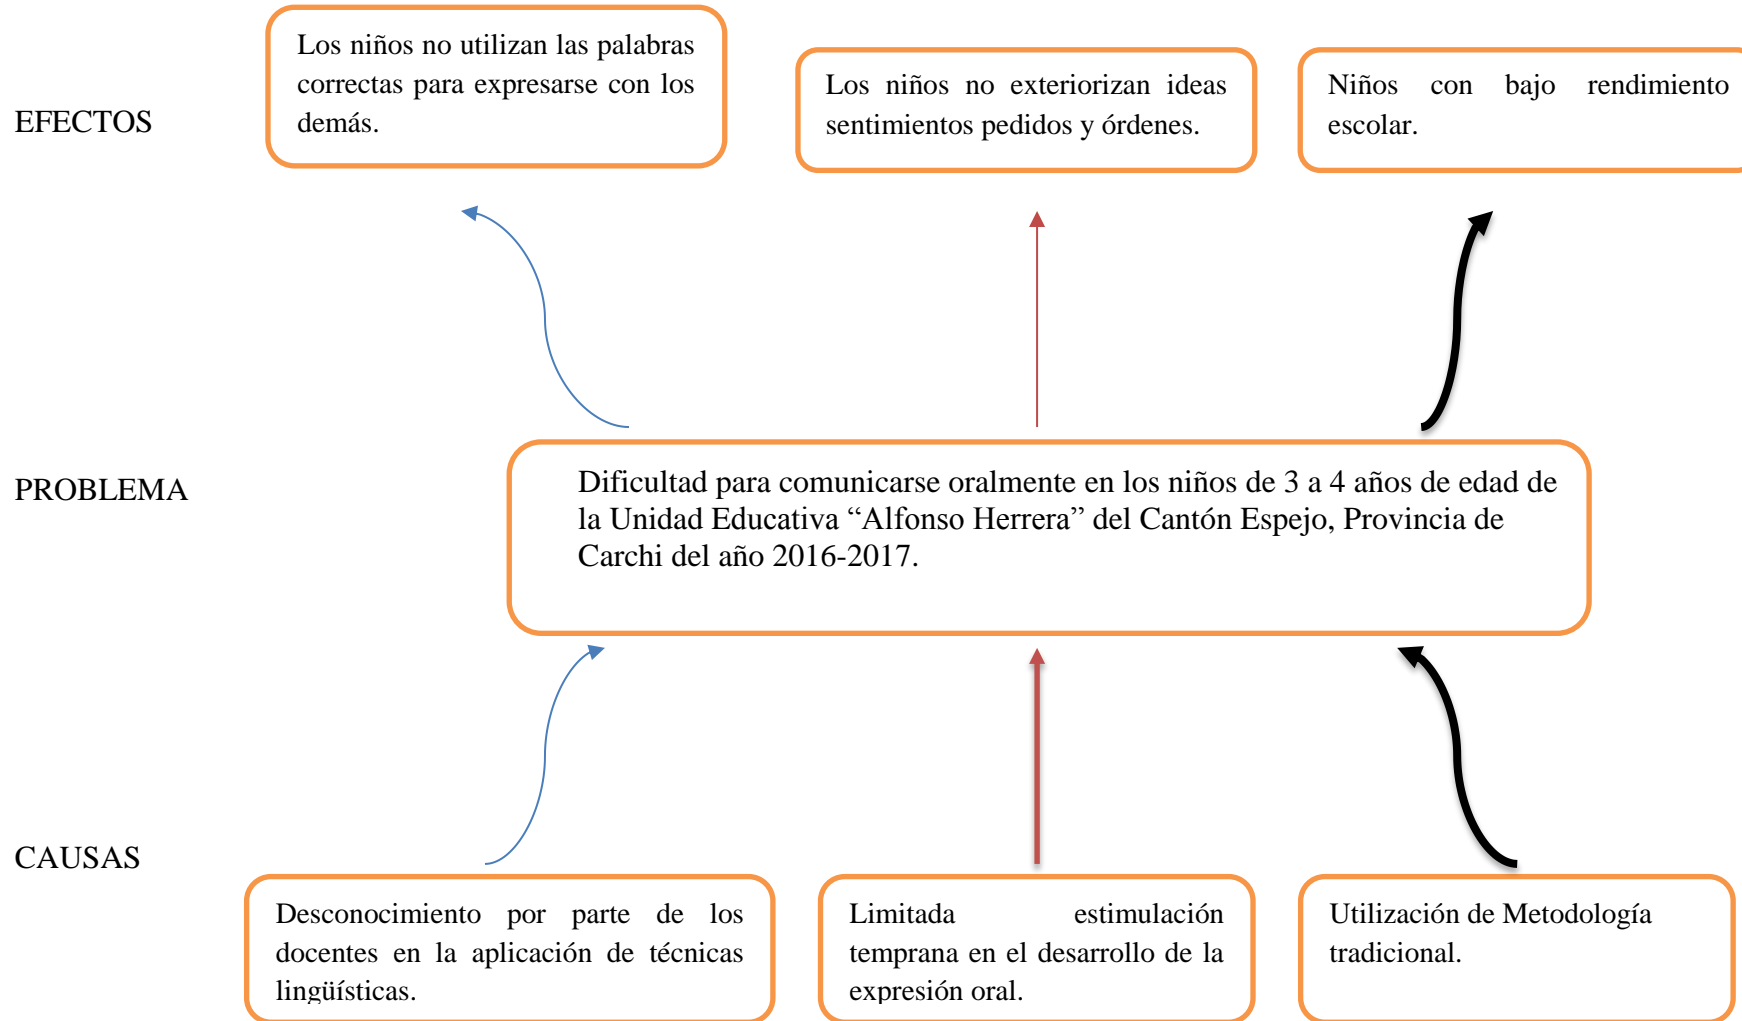 EFECTOS
Los niños no utilizan las palabras
correctas para expresarse con los
demás.
Los niños no exteriorizan ideas
sentimientos pedidos y órdenes.
Niños con bajo rendimiento
escolar.
PROBLEMA
Dificultad para comunicarse oralmente en los niños de 3 a 4 años de edad de
la Unidad Educativa “Alfonso Herrera” del Cantón Espejo, Provincia de
Carchi del año 2016-2017.
CAUSAS
Desconocimiento por parte de los
docentes en la aplicación de técnicas
lingüísticas.
Limitada estimulación
temprana en el desarrollo de la
expresión oral.
Utilización de Metodología
tradicional.